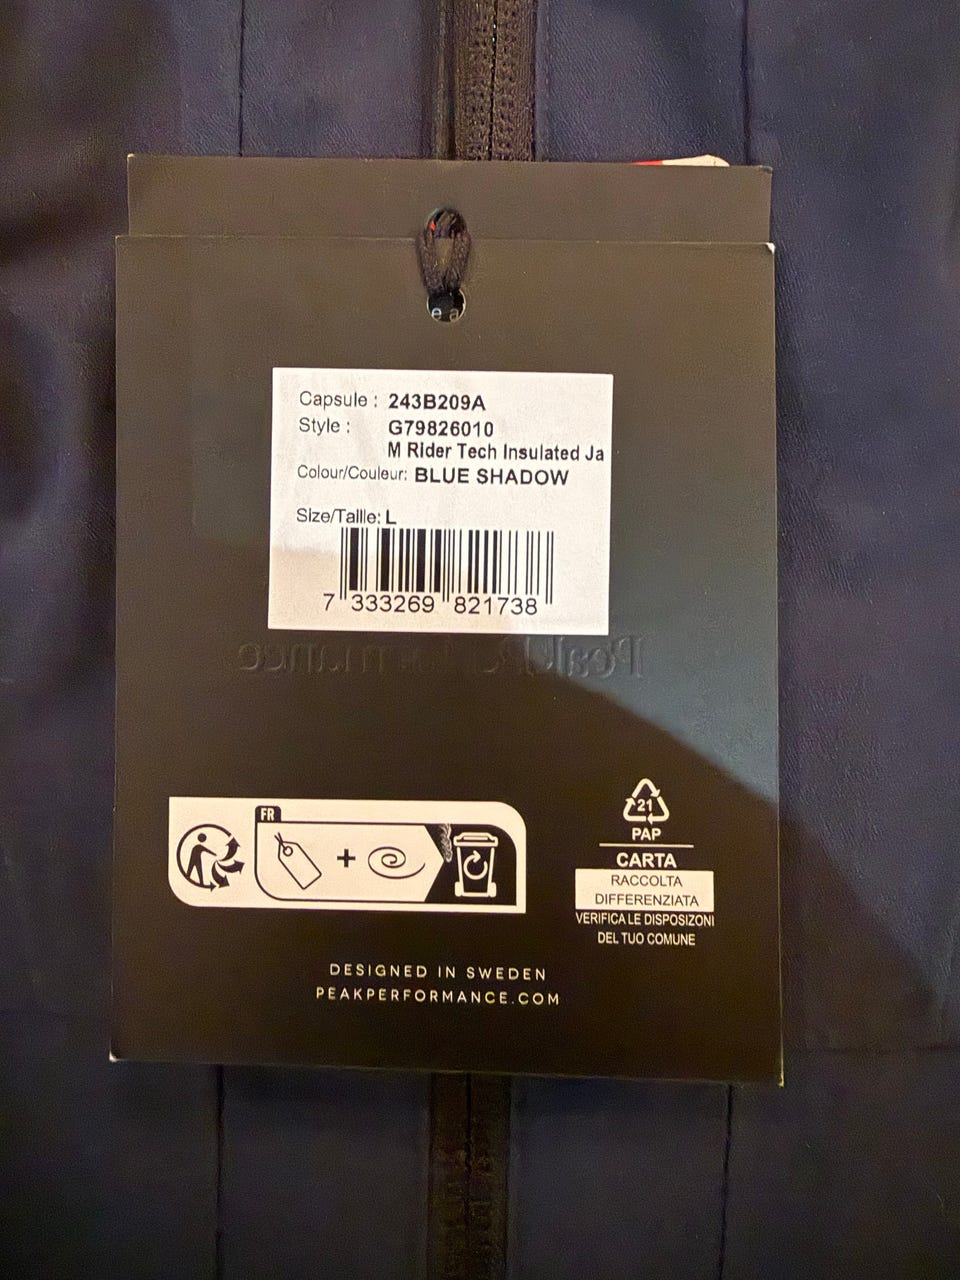 e a
Capsule : 243B209A
Style : G79826010
M Rider Tech Insulated Ja
Colour/Couleur: BLUE SHADOW
Size/Taille: L
7 333269 821738
PeakPerformance
FR
+
21
PAP
CARTA
RACCOLTA
DIFFERENZIATA
VERIFICA LE DISPOSIZONI
DEL TUO COMUNE
DESIGNED IN SWEDEN
PEAKPERFORMANCE.COM